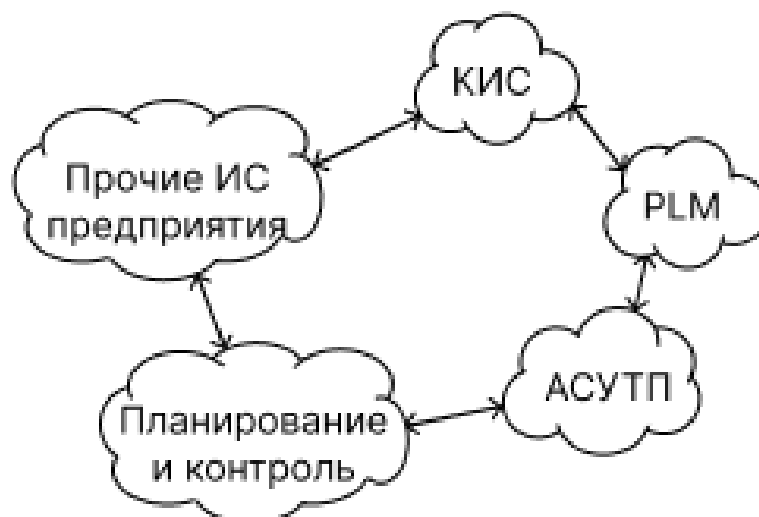 КИС
Прочие ИС
предприятия
PLM
АСУТП
Планирование
и контроль